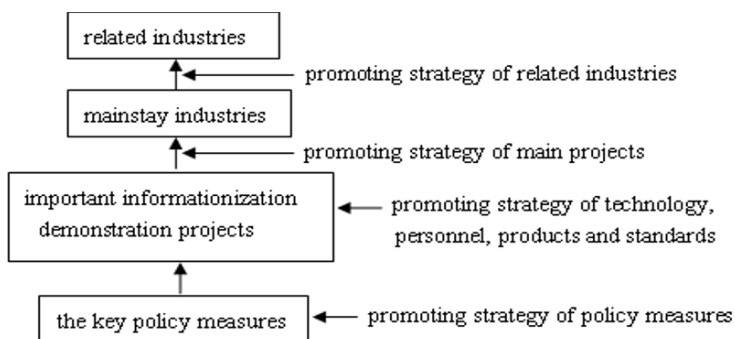 related industries
promoting strategy of related industries
mainstay industries
promoting strategy of main projects
important informationization
demonstration projects
promoting strategy of technology,
personnel, products and standards
the key policy measures
promoting strategy of policy measures